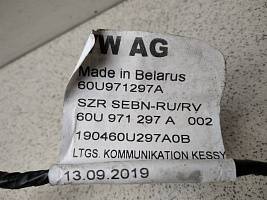 W AG
Made in Belarus
60U971297A
SZR SEBN-RU/RV
60U 971 297 A 002
190460U297A0B
LTGS. KOMMUNIKATION KESSY
13.09.2019